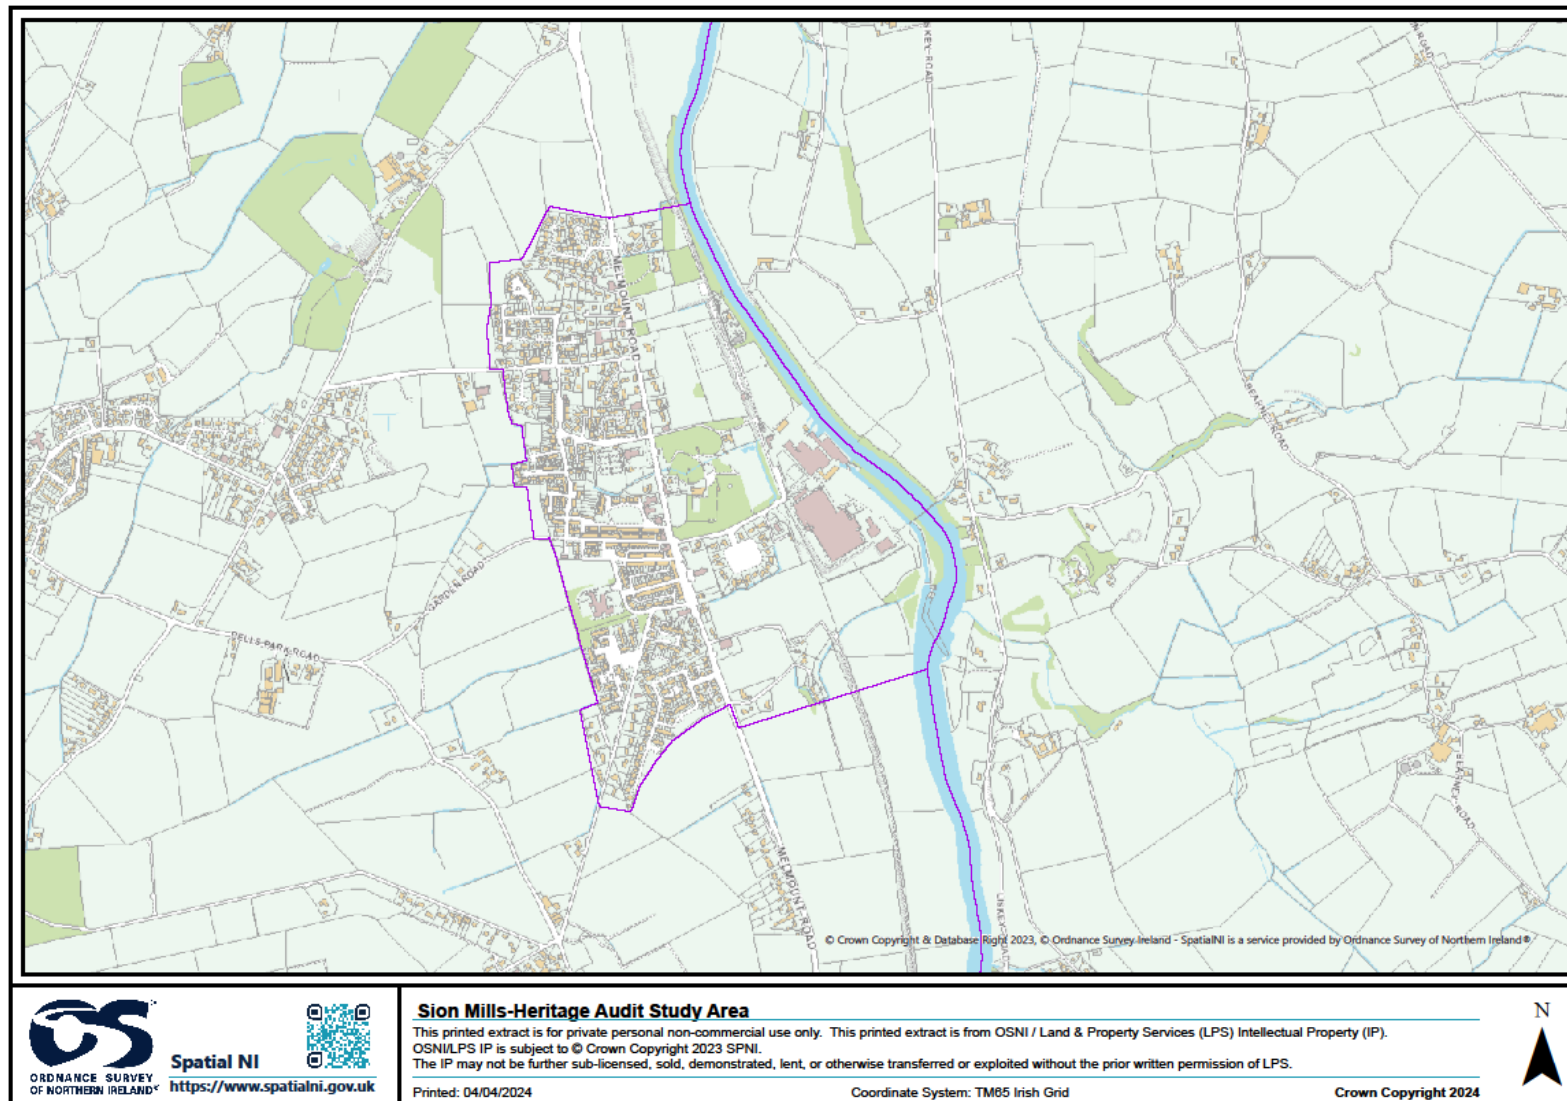 MELMOUNT ROAD
GARDEN ROAD
BELLS PARK ROAD
BEARNEY ROAD
MELMOUNT ROAD
© Crown Copyright & Database Right 2023, © Ordnance Survey Ireland - SpatialNI is a service provided by Ordnance Survey of Northern Ireland®
OS
ORDNANCE SURVEY
OF NORTHERN IRELAND
Spatial NI
https://www.spatialni.gov.uk
Sion Mills-Heritage Audit Study Area
This printed extract is for private personal non-commercial use only. This printed extract is from OSNI / Land & Property Services (LPS) Intellectual Property (IP).
OSNI/LPS IP is subject to © Crown Copyright 2023 SPNI.
The IP may not be further sub-licensed, sold, demonstrated, lent, or otherwise transferred or exploited without the prior written permission of LPS.
Printed: 04/04/2024
Coordinate System: TM65 Irish Grid
Crown Copyright 2024
N